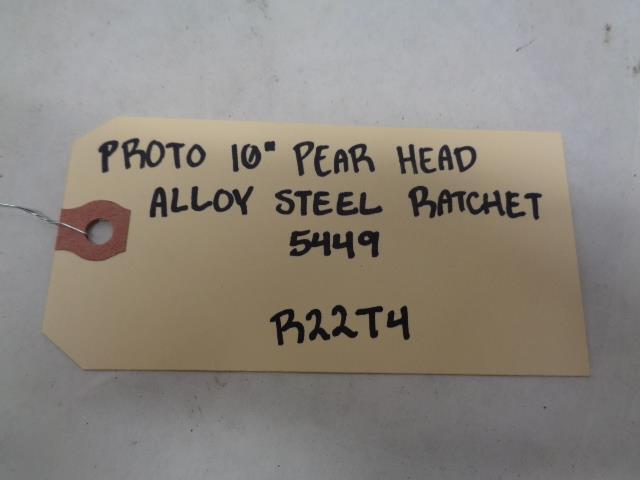 PROTO 10" PEAR HEAD
ALLOY STEEL RATCHET
5449
R22T4